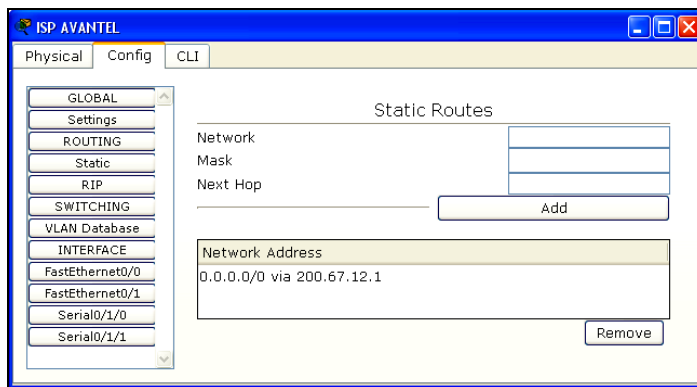 ISP AVANTEL
Physical Config CLI
GLOBAL
Settings
ROUTING
Static
RIP
SWITCHING
VLAN Database
INTERFACE
FastEthernet0/0
FastEthernet0/1
Serial0/1/0
Serial0/1/1
Static Routes
Network
Mask
Next Hop
Add
Network Address
0.0.0.0/0 via 200.67.12.1
Remove